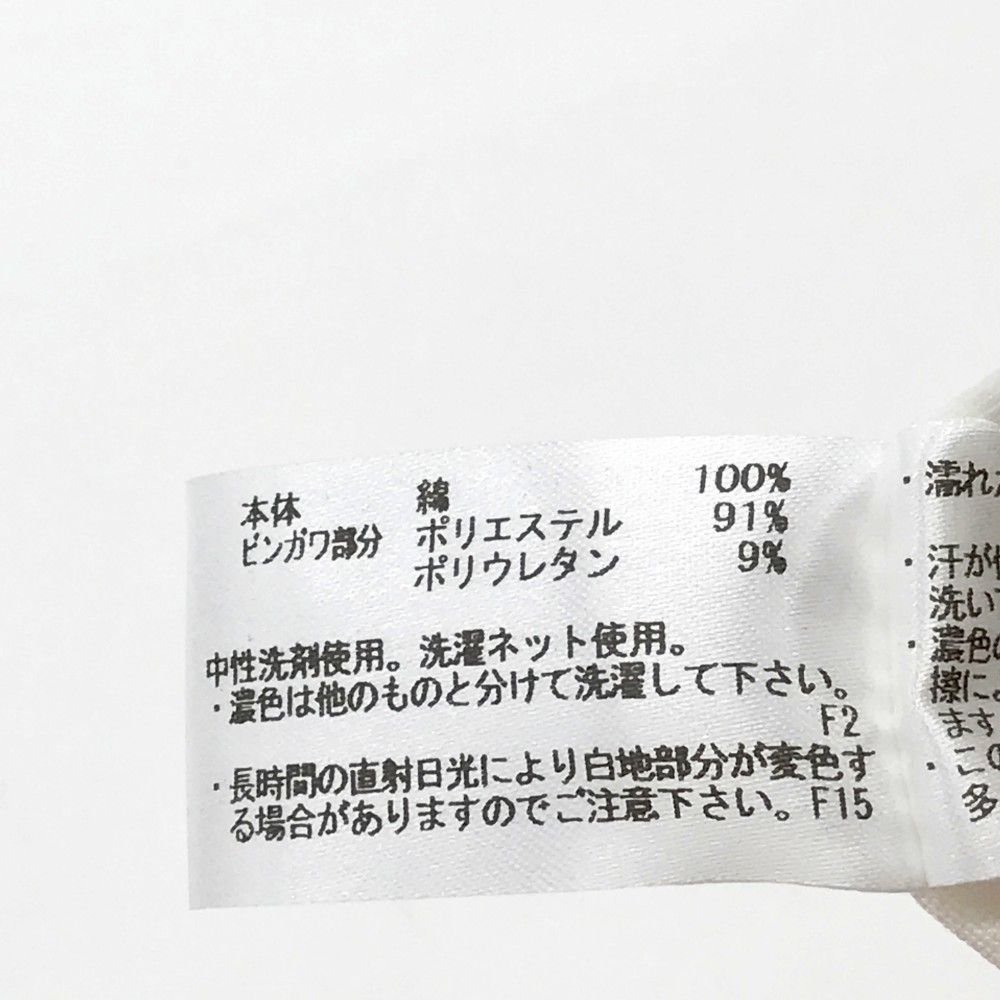 本体 綿 100%
ビンガワ部分 ポリエステル 91%
ポリウレタン 9%
中性洗剤使用。洗濯ネット使用。
・濃色は他のものと分けて洗濯して下さい。
F2
・長時間の直射日光により白地部分が変色す
る場合がありますのでご注意下さい。F15
・濡れ
・汗が
洗い
・濃色
擦に
ます
・この
多